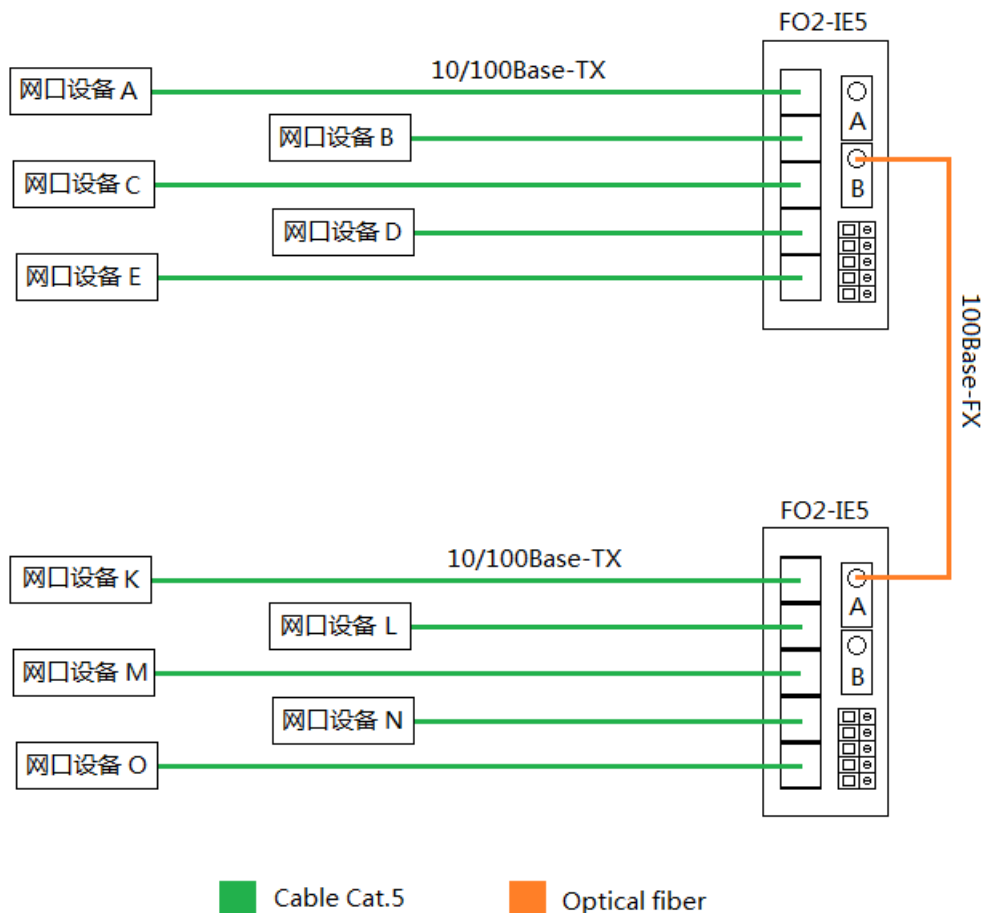 FO2-IE5
10/100Base-TX
网口设备 A
A
网口设备 B
B
网口设备 C
网口设备 D
网口设备 E
100Base-FX
FO2-IE5
10/100Base-TX
网口设备 K
A
网口设备 L
网口设备 M
B
网口设备 N
网口设备 O
Cable Cat.5
Optical fiber